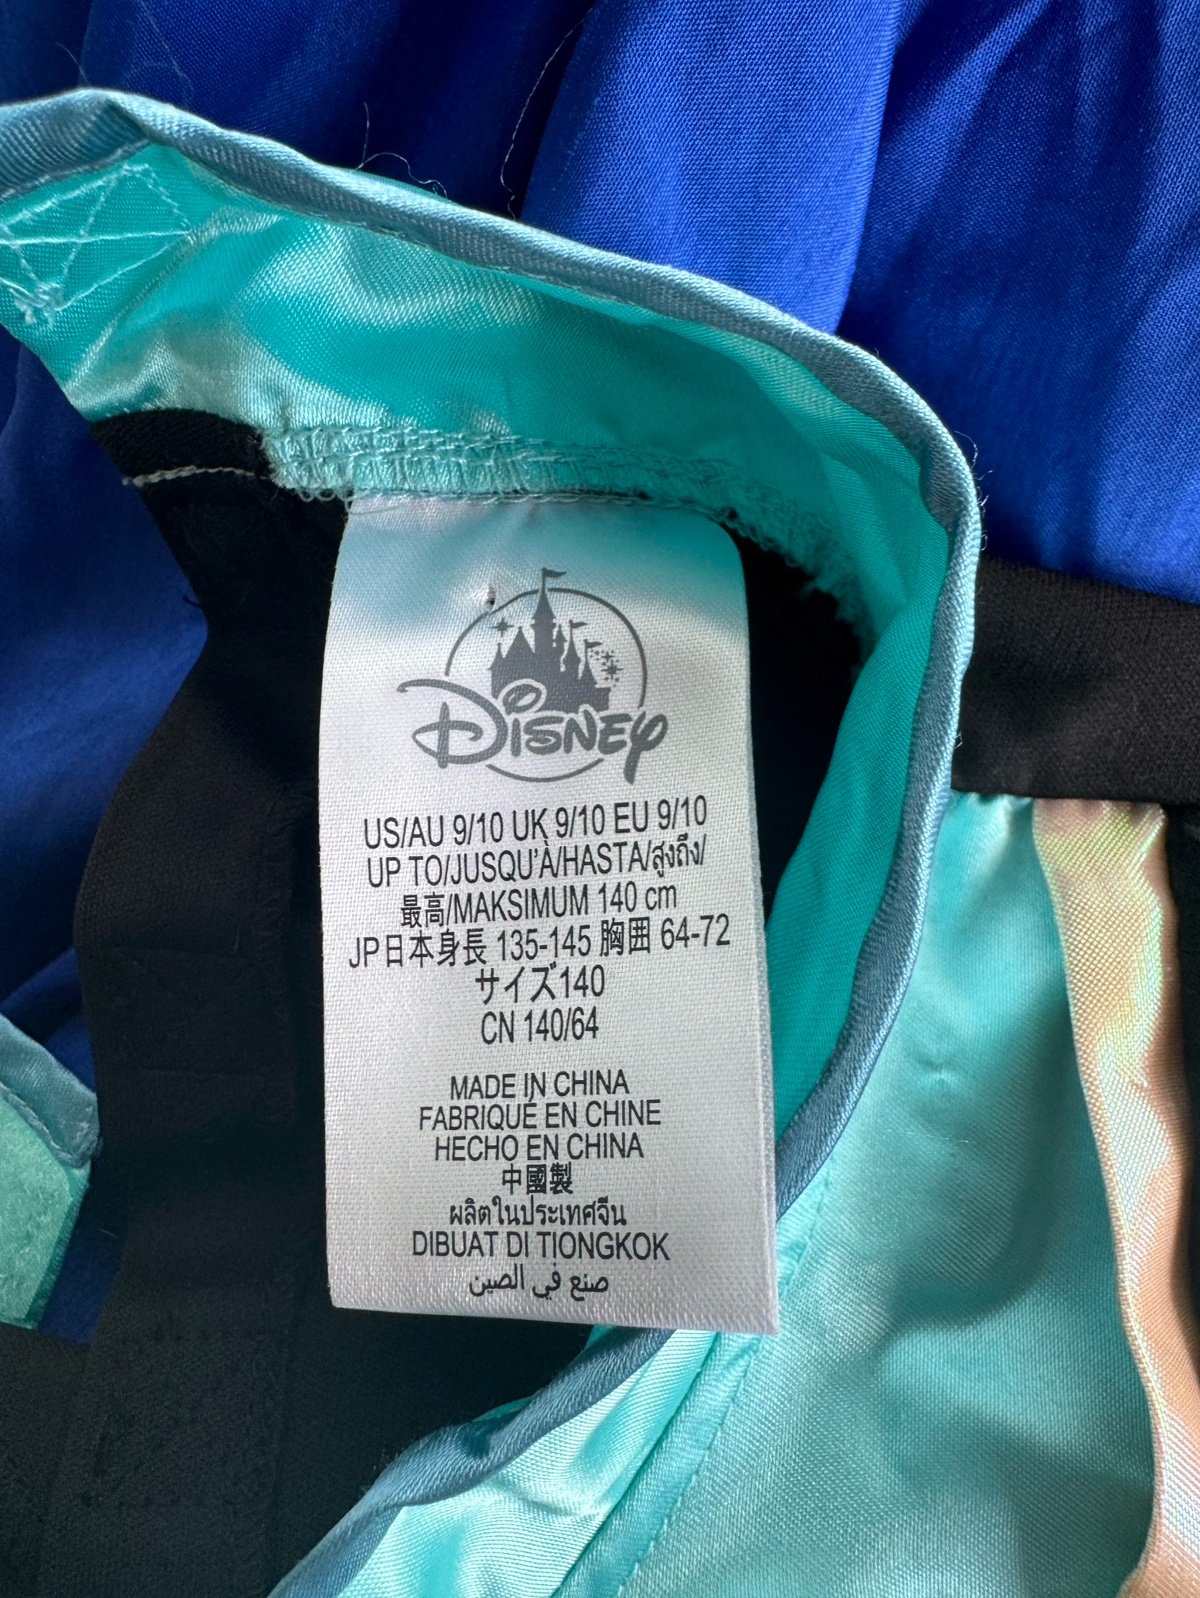 Disney
US/AU 9/10 UK 9/10 EU 9/10
UP TO/JUSQU'À/HASTA/สูงถึง/
最高/MAKSIMUM 140 cm
JP日本身長 135-145 胸囲 64-72
サイズ140
CN 140/64
MADE IN CHINA
FABRIQUÉ EN CHINE
HECHO EN CHINA
中國製
ผลิตในประเทศจีน
DIBUAT DI TIONGKOK
صنع في الصين